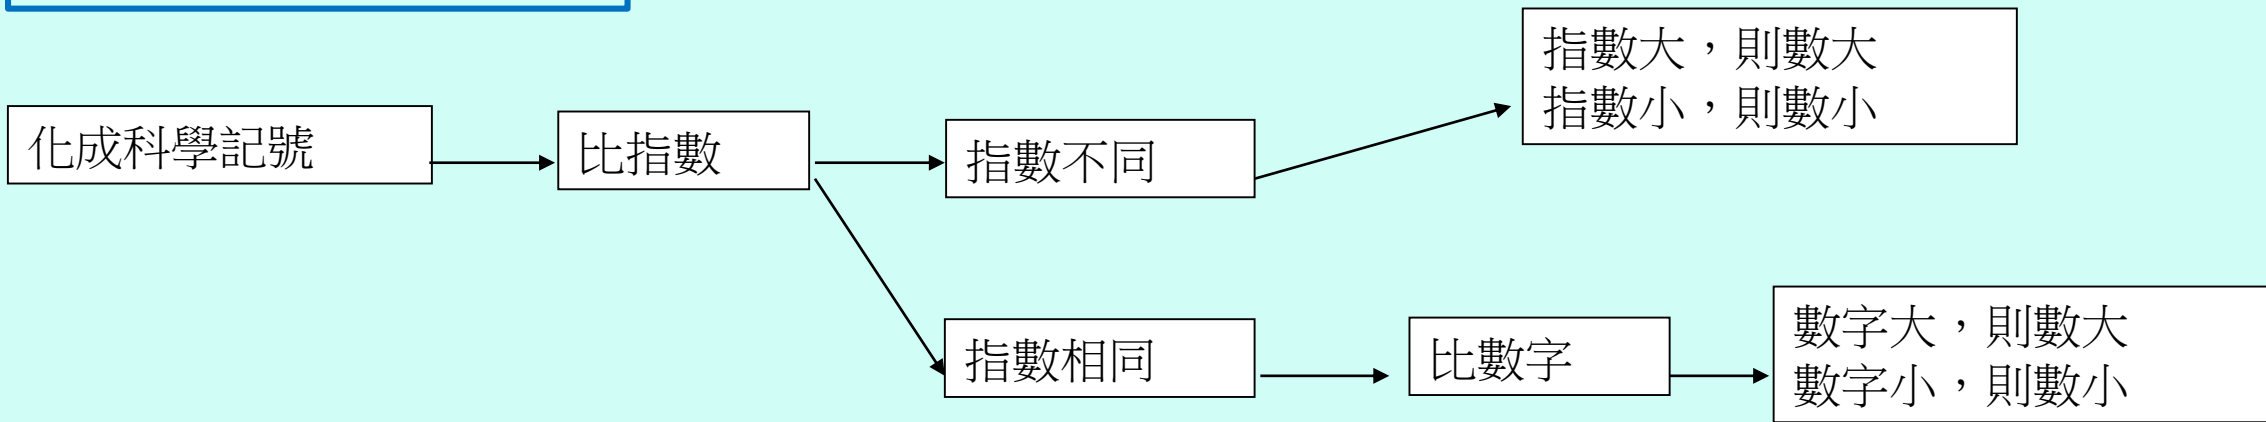 化成科學記號
比指數
指數不同
指數大，則數大
指數小，則數小
指數相同
比數字
數字大，則數大
數字小，則數小